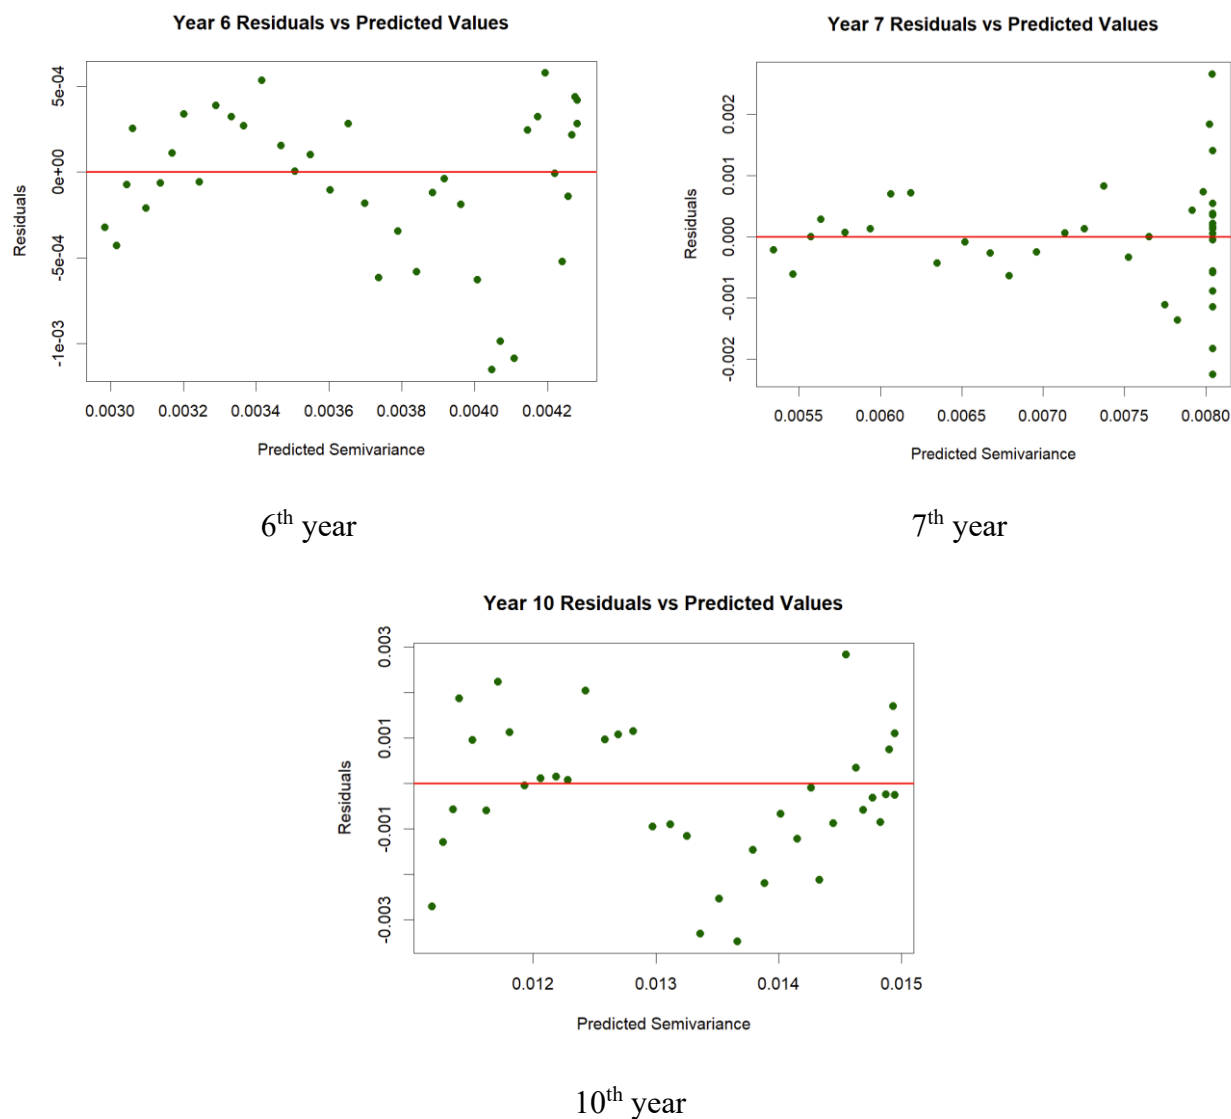 Year 6 Residuals vs Predicted Values
Residuals
5e-04
0e+00
-5e-04
-1e-03
0.0030 0.0032 0.0034 0.0036 0.0038 0.0040 0.0042
Predicted Semivariance
6th year
Year 7 Residuals vs Predicted Values
Residuals
0.002
0.001
0.000
-0.001
-0.002
0.0055 0.0060 0.0065 0.0070 0.0075 0.0080
Predicted Semivariance
7th year
Year 10 Residuals vs Predicted Values
Residuals
0.003
0.001
-0.001
-0.003
0.012 0.013 0.014 0.015
Predicted Semivariance
10th year